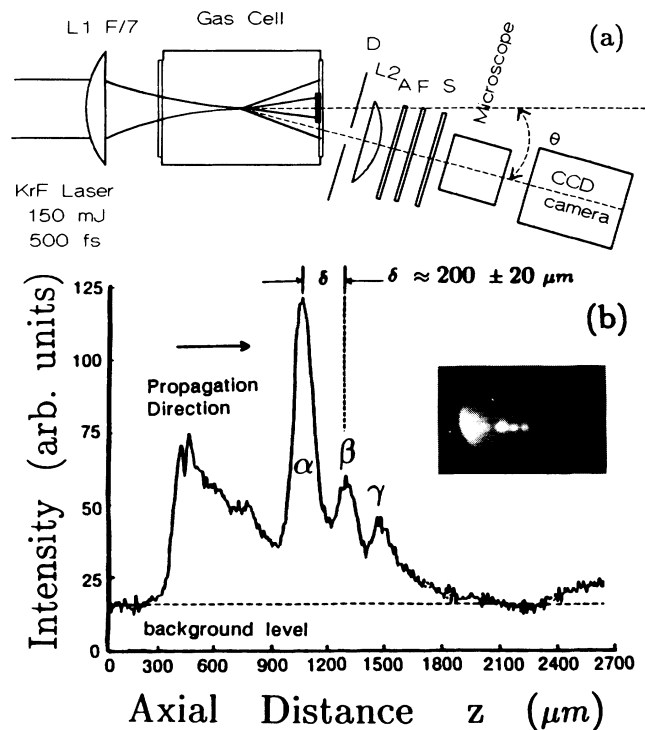 Gas Cell
L1 F/7
(a)
D
L2
A F S
Microscope
θ
CCD
camera
KrF Laser
150 mJ
500 fs
δ
δ ≈ 200 ± 20 μm
(b)
125
100
75
50
25
0
Intensity (arb. units)
Propagation
Direction
α
β
γ
background level
0 300 600 900 1200 1500 1800 2100 2400 2700
Axial Distance z (μm)